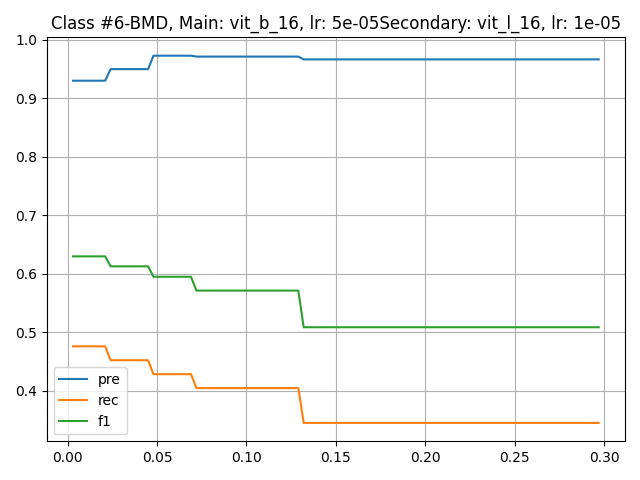 Class #6-BMD, Main: vit_b_16, lr: 5e-05Secondary: vit_l_16, lr: 1e-05
1.0
0.9
0.8
0.7
0.6
0.5
0.4
pre
rec
f1
0.00 0.05 0.10 0.15 0.20 0.25 0.30